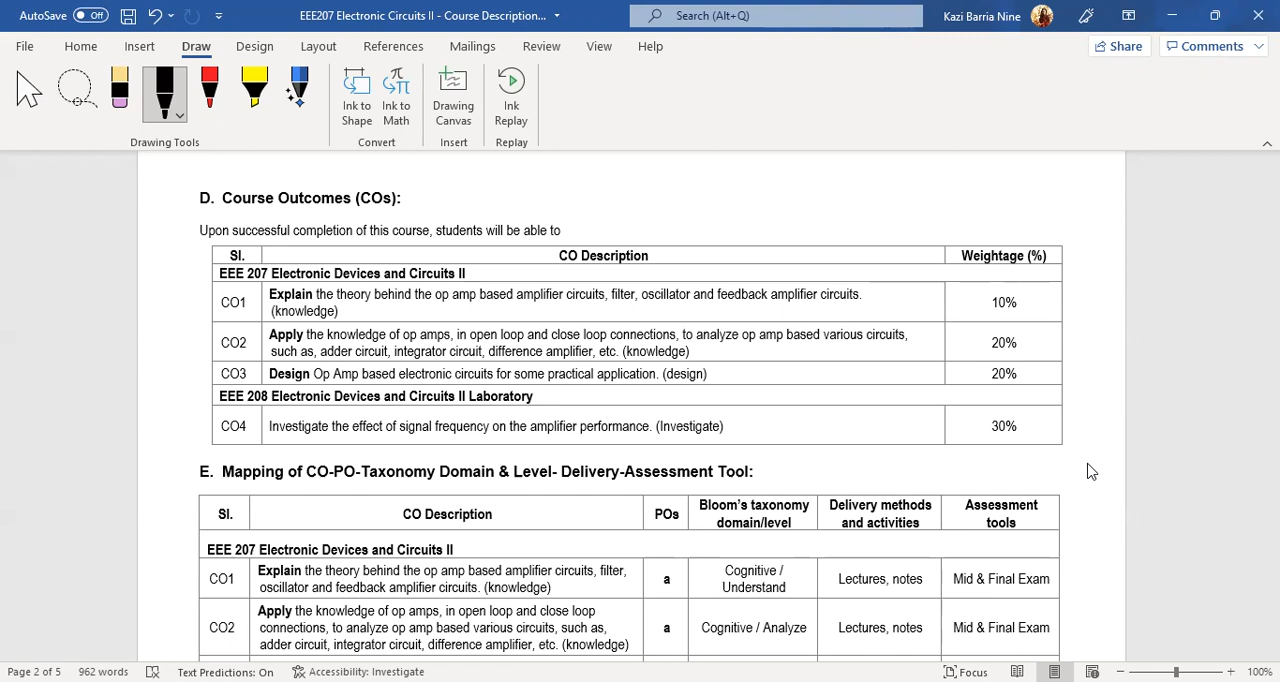 AutoSave Off EEE207 Electronic Circuits II - Course Description... Search (Alt+Q) Kazi Barria Nine
File Home Insert Draw Design Layout References Mailings Review View Help Share Comments
Ink to Shape
Ink to Math
Drawing Canvas
Ink Replay
Drawing Tools Convert Insert Replay
D. Course Outcomes (COs):
Upon successful completion of this course, students will be able to
Sl. CO Description Weightage (%)
EEE 207 Electronic Devices and Circuits II
CO1 Explain the theory behind the op amp based amplifier circuits, filter, oscillator and feedback amplifier circuits. 10%
(knowledge)
CO2 Apply the knowledge of op amps, in open loop and close loop connections, to analyze op amp based various circuits, 20%
such as, adder circuit, integrator circuit, difference amplifier, etc. (knowledge)
CO3 Design Op Amp based electronic circuits for some practical application. (design) 20%
EEE 208 Electronic Devices and Circuits II Laboratory
CO4 Investigate the effect of signal frequency on the amplifier performance. (Investigate) 30%
E. Mapping of CO-PO-Taxonomy Domain & Level- Delivery-Assessment Tool:
Sl. CO Description POs Bloom's taxonomy domain/level Delivery methods and activities Assessment tools
EEE 207 Electronic Devices and Circuits II
CO1 Explain the theory behind the op amp based amplifier circuits, filter, a Cognitive / Understand Lectures, notes Mid & Final Exam
oscillator and feedback amplifier circuits. (knowledge)
CO2 Apply the knowledge of op amps, in open loop and close loop a Cognitive / Analyze Lectures, notes Mid & Final Exam
connections, to analyze op amp based various circuits, such as,
adder circuit, integrator circuit, difference amplifier, etc. (knowledge)
Page 2 of 5 962 words Text Predictions: On Accessibility: Investigate Focus 100%